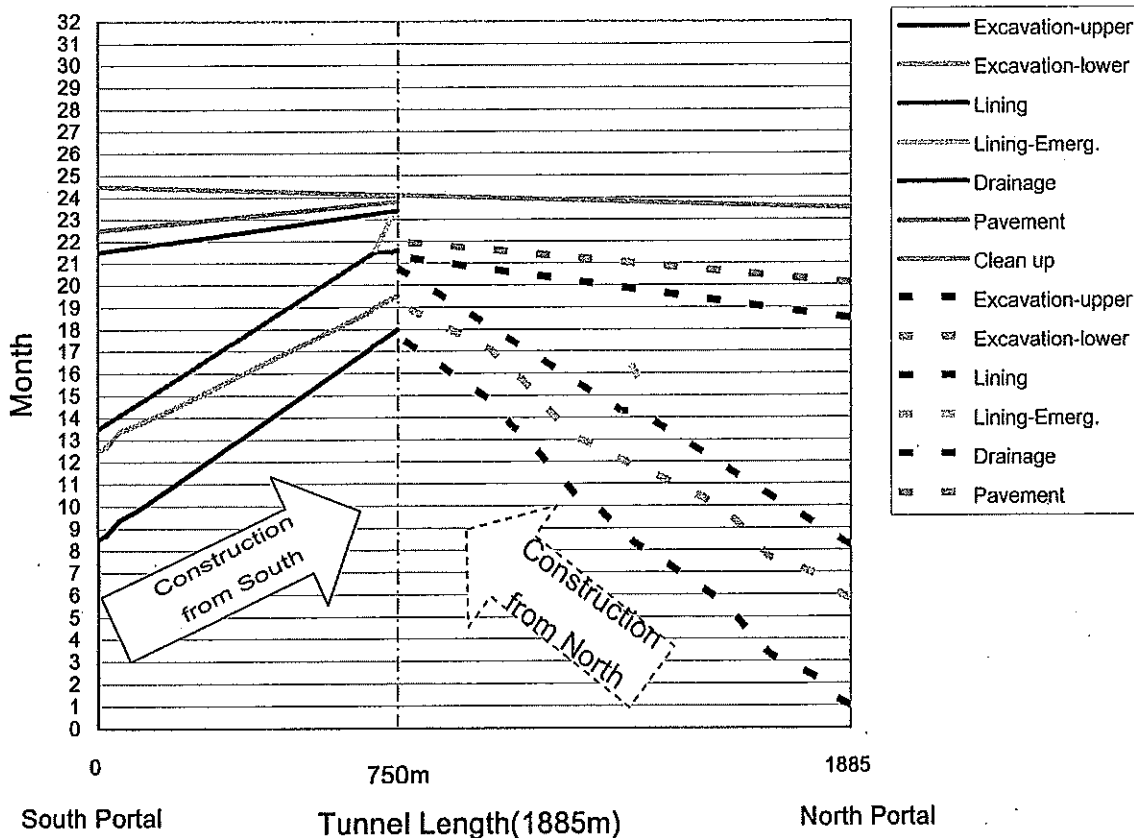 32
31
30
29
28
27
26
25
24
23
22
21
20
19
18
17
16
15
14
13
12
11
10
9
8
7
6
5
4
3
2
1
0
Month
Construction
from South
Construction
from North
0
750m
1885
South Portal
Tunnel Length(1885m)
North Portal
Excavation-upper
Excavation-lower
Lining
Lining-Emerg.
Drainage
Pavement
Clean up
Excavation-upper
Excavation-lower
Lining
Lining-Emerg.
Drainage
Pavement